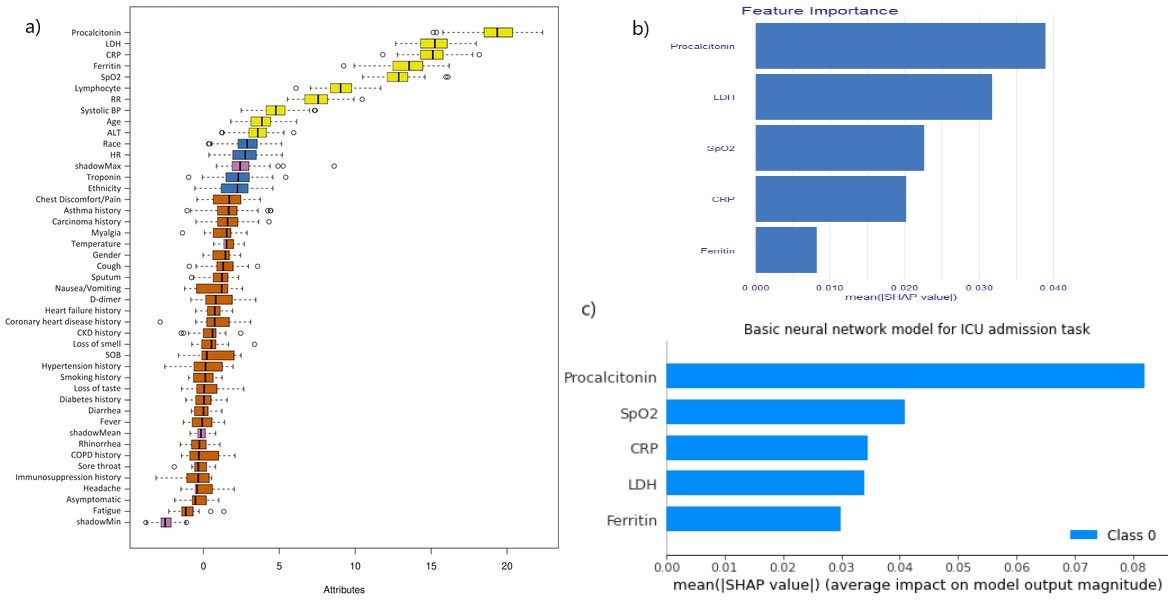 a)
Procalcitonin
LDH
CRP
Ferritin
SpO2
Lymphocyte
RR
Systolic BP
Age
ALT
Race
HR
shadowMax
Troponin
Ethnicity
Chest Discomfort/Pain
Asthma history
Carcinoma history
Myalgia
Temperature
Gender
Cough
Sputum
Nausea/Vomiting
D-dimer
Heart failure history
Coronary heart disease history
CKD history
Loss of smell
SOB
Hypertension history
Smoking history
Loss of taste
Diabetes history
Diarrhea
Fever
shadowMean
Rhinorrhea
COPD history
Sore throat
Immunosuppression history
Headache
Asymptomatic
Fatigue
shadowMin
0 5 10 15 20
Attributes
b)
Feature Importance
Procalcitonin
LDH
SpO2
CRP
Ferritin
0.000 0.010 0.020 0.030 0.040
mean(|SHAP value|)
c)
Basic neural network model for ICU admission task
Procalcitonin
SpO2
CRP
LDH
Ferritin
Class 0
0.00 0.01 0.02 0.03 0.04 0.05 0.06 0.07 0.08
mean(|SHAP value|) (average impact on model output magnitude)